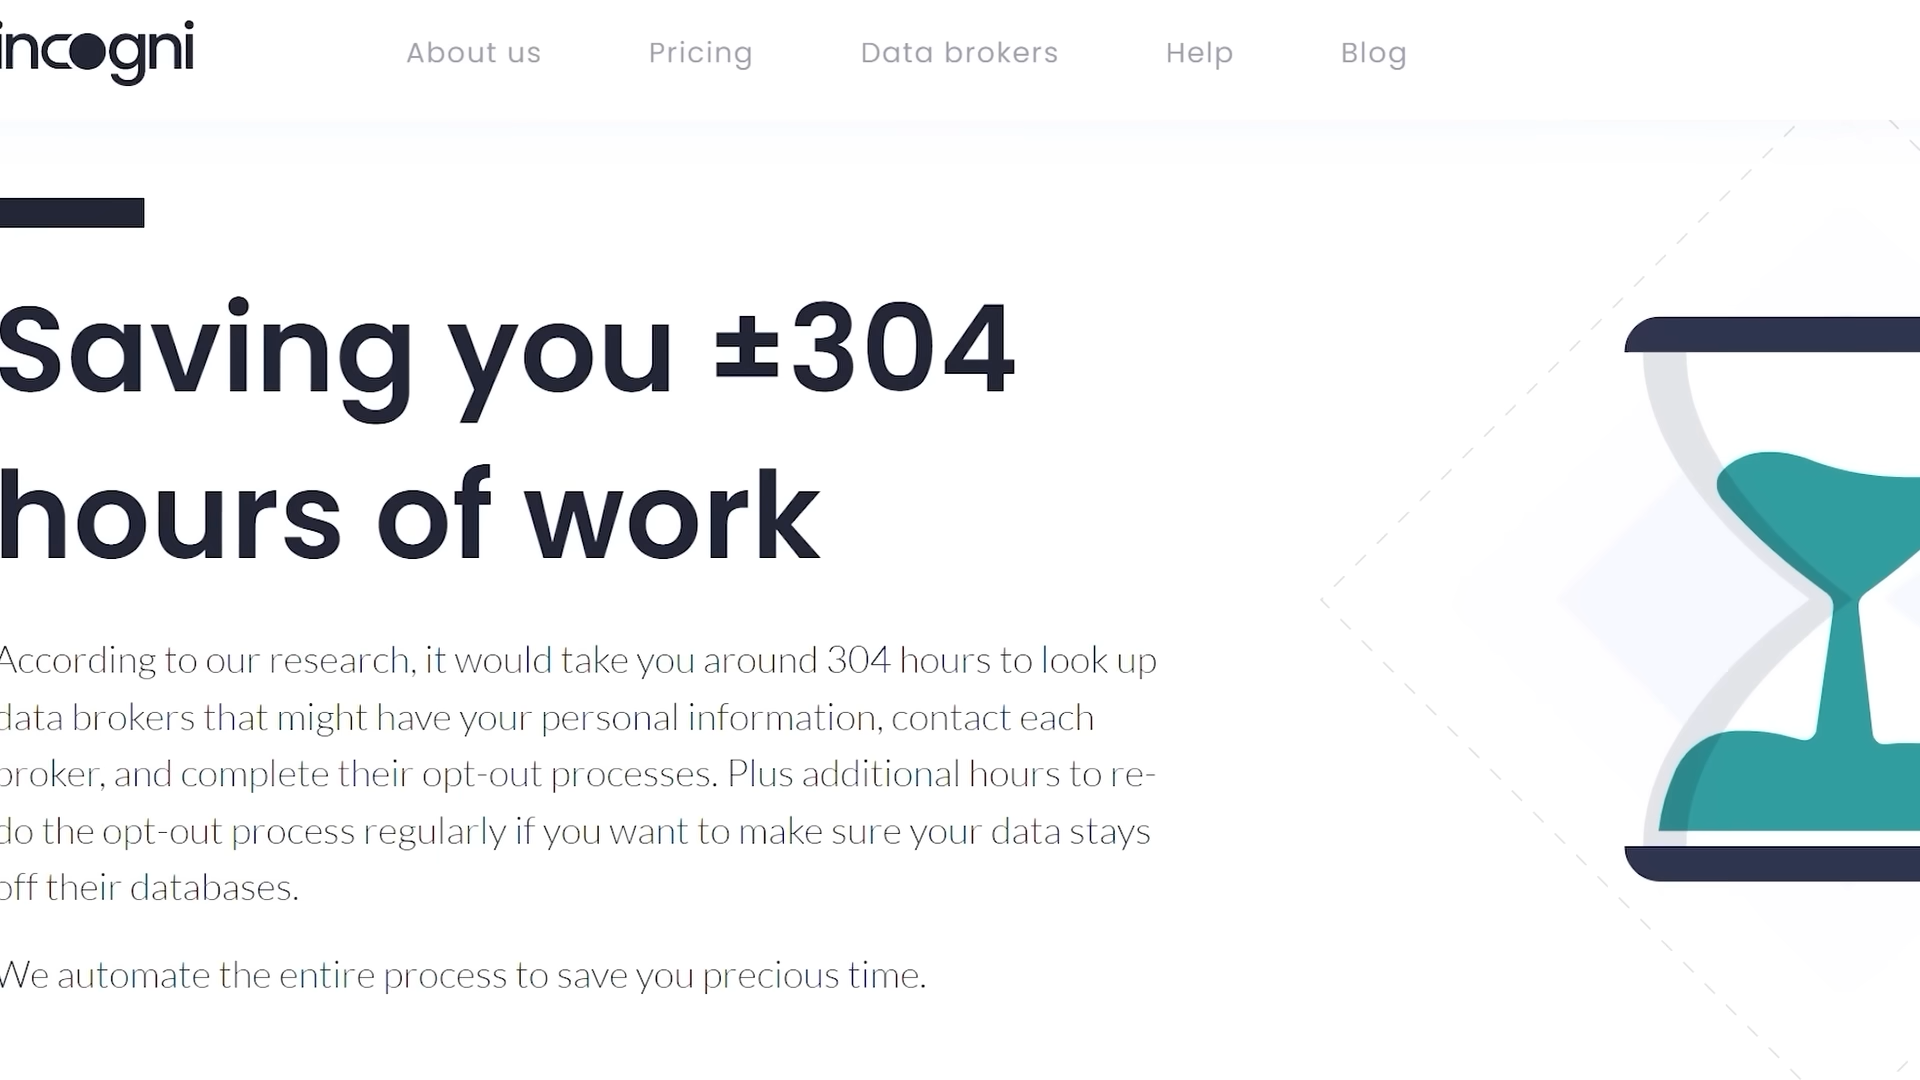 incogni
About us
Pricing
Data brokers
Help
Blog
Saving you ±304
hours of work
According to our research, it would take you around 304 hours to look up
data brokers that might have your personal information, contact each
broker, and complete their opt-out processes. Plus additional hours to re-
do the opt-out process regularly if you want to make sure your data stays
off their databases.
We automate the entire process to save you precious time.